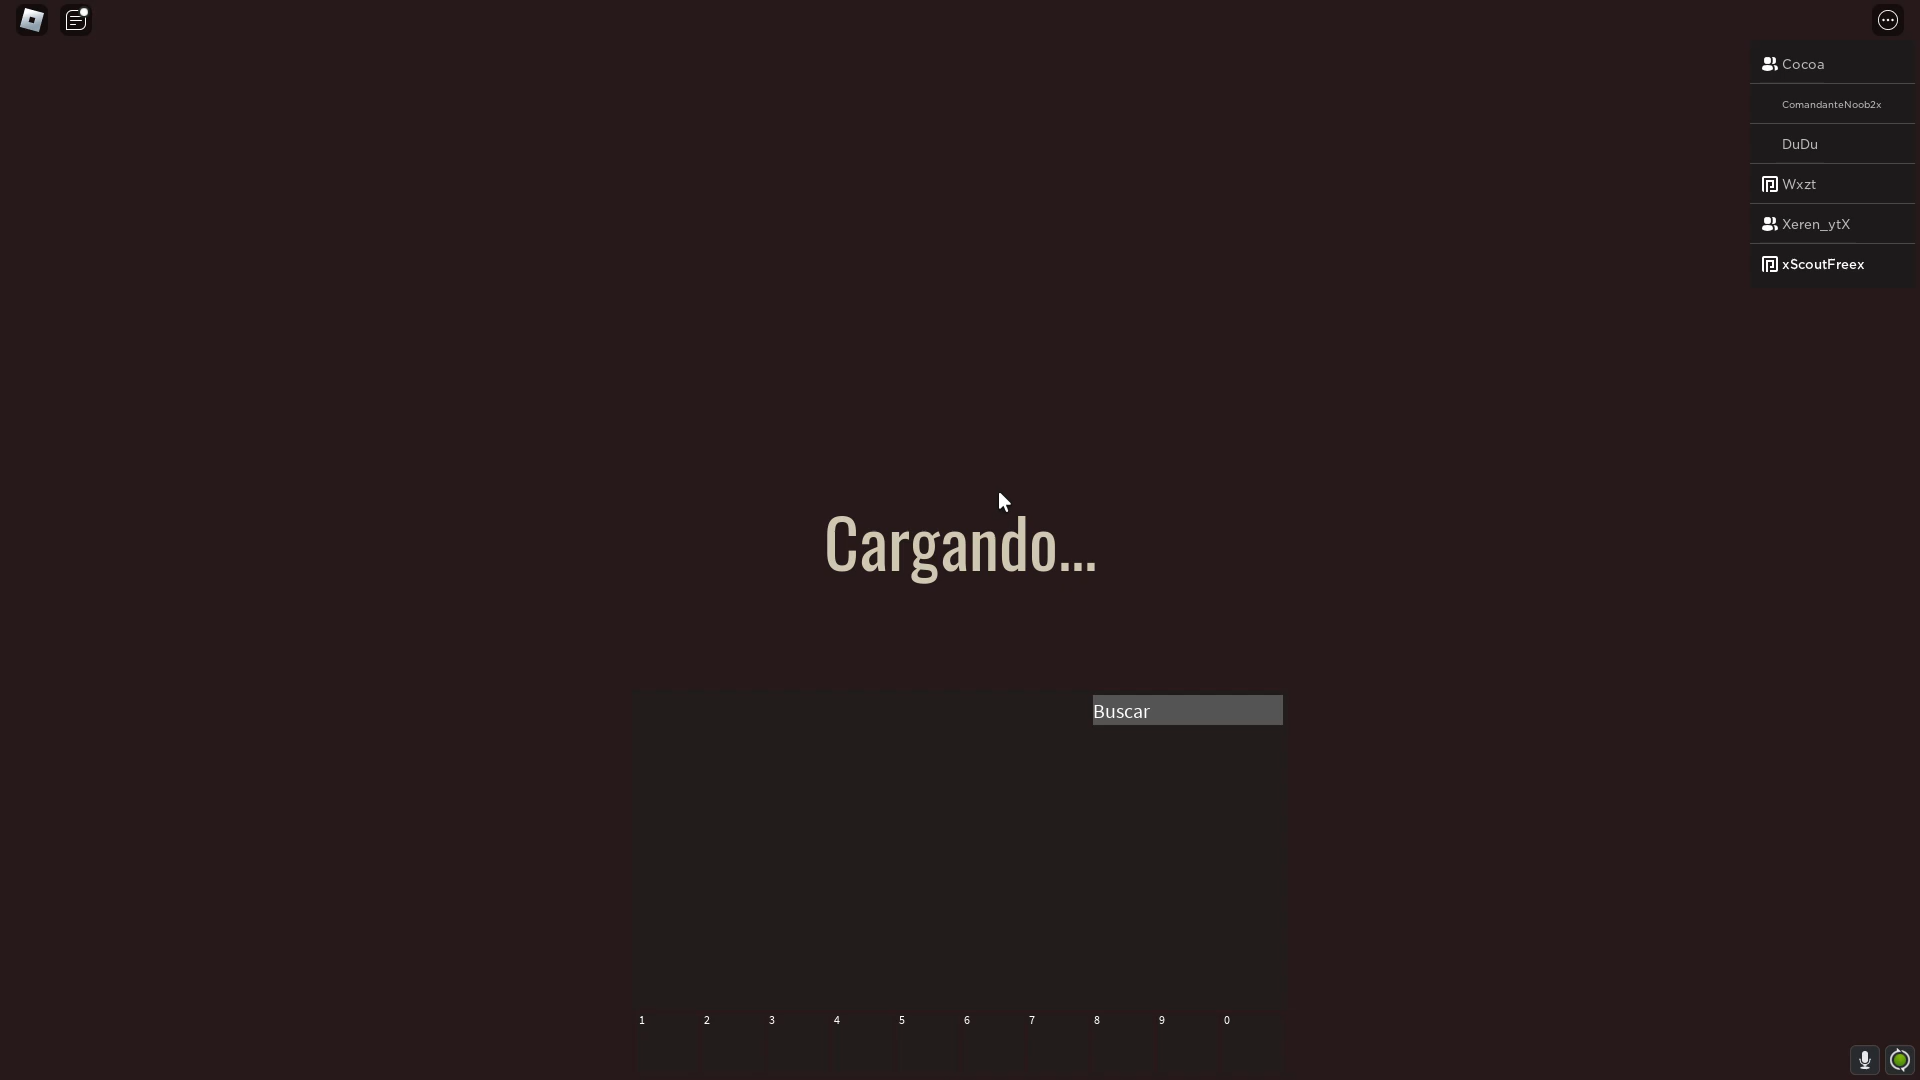 Cocoa
ComandanteNoob2x
DuDu
Wxzt
Xeren_ytX
xScoutFreex
Cargando...
Buscar
1 2 3 4 5 6 7 8 9 0